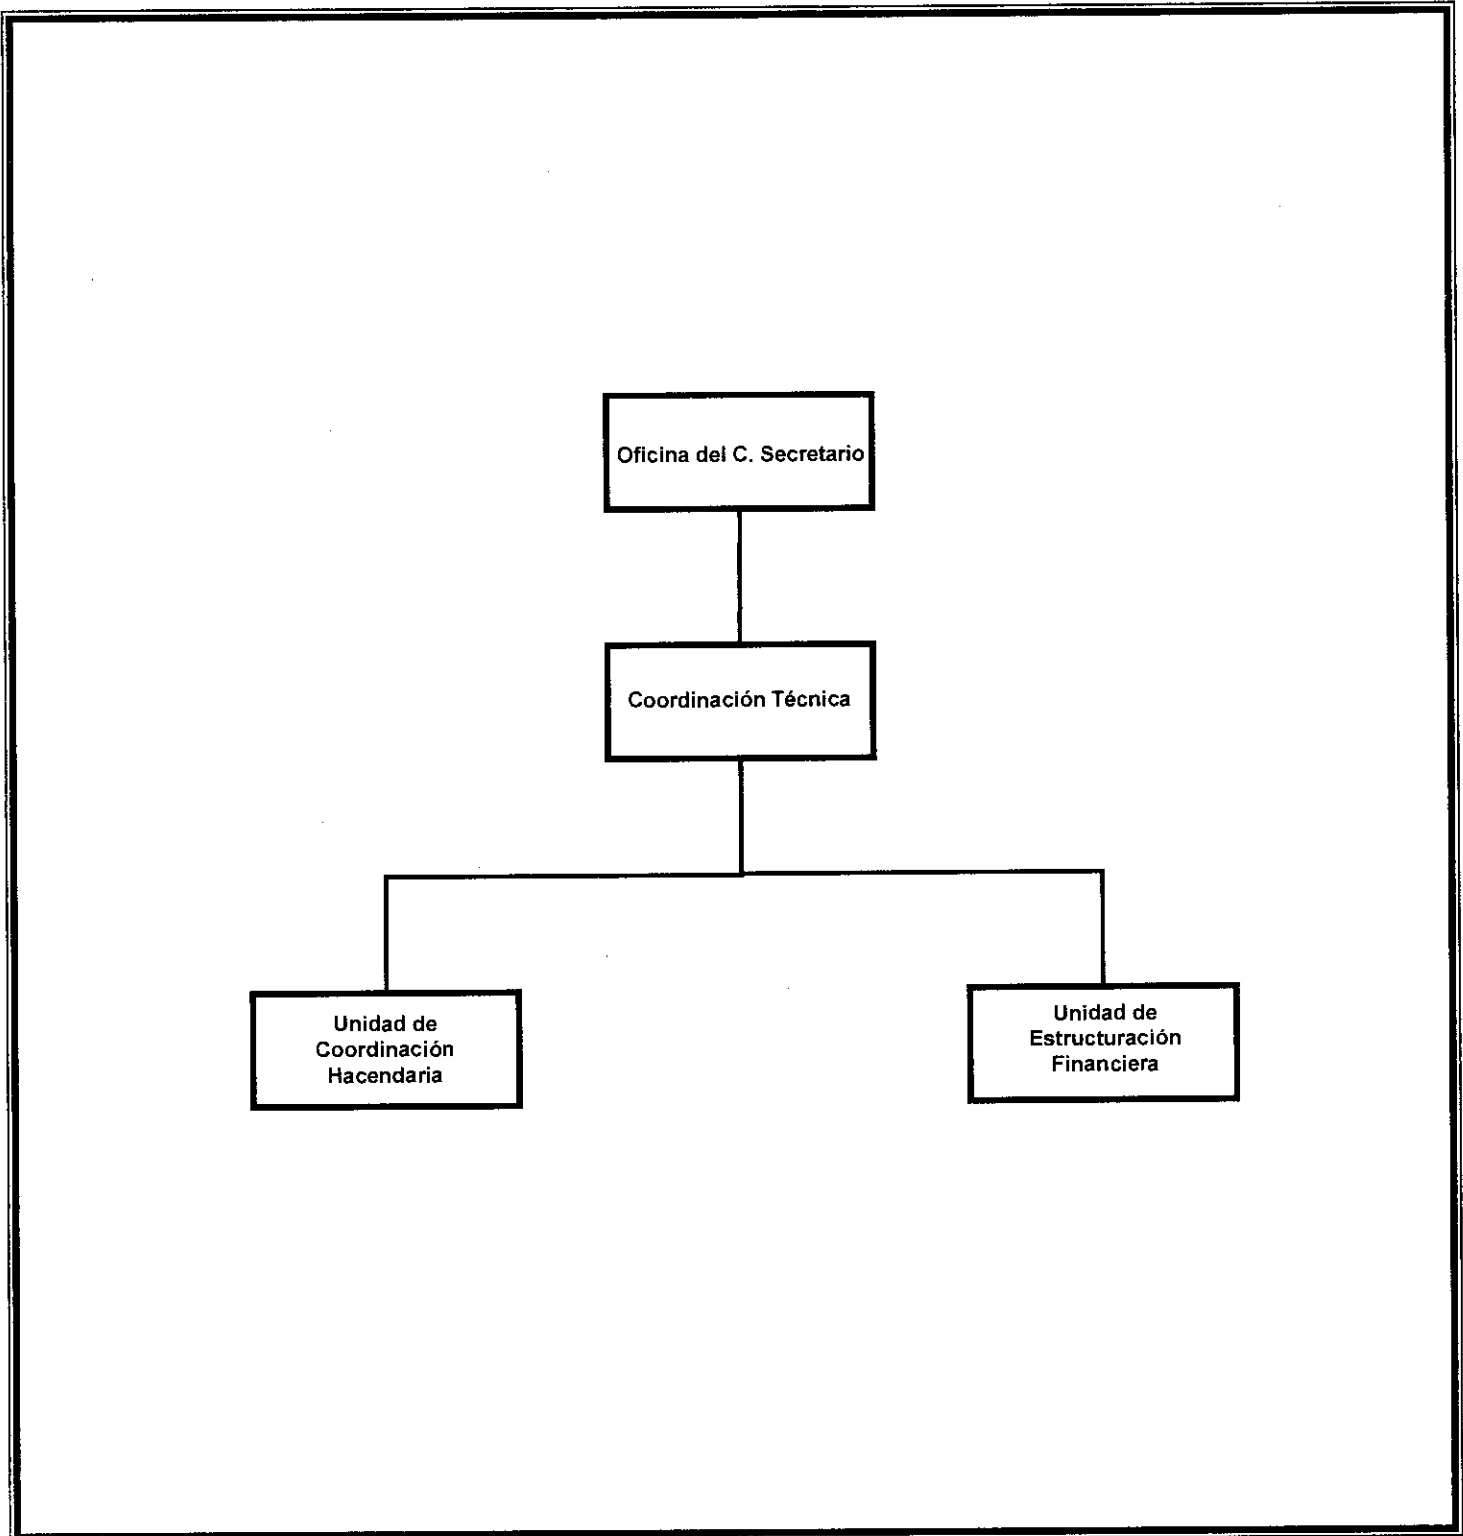 Oficina del C. Secretario
Coordinación Técnica
Unidad de
Coordinación
Hacendaria
Unidad de
Estructuración
Financiera